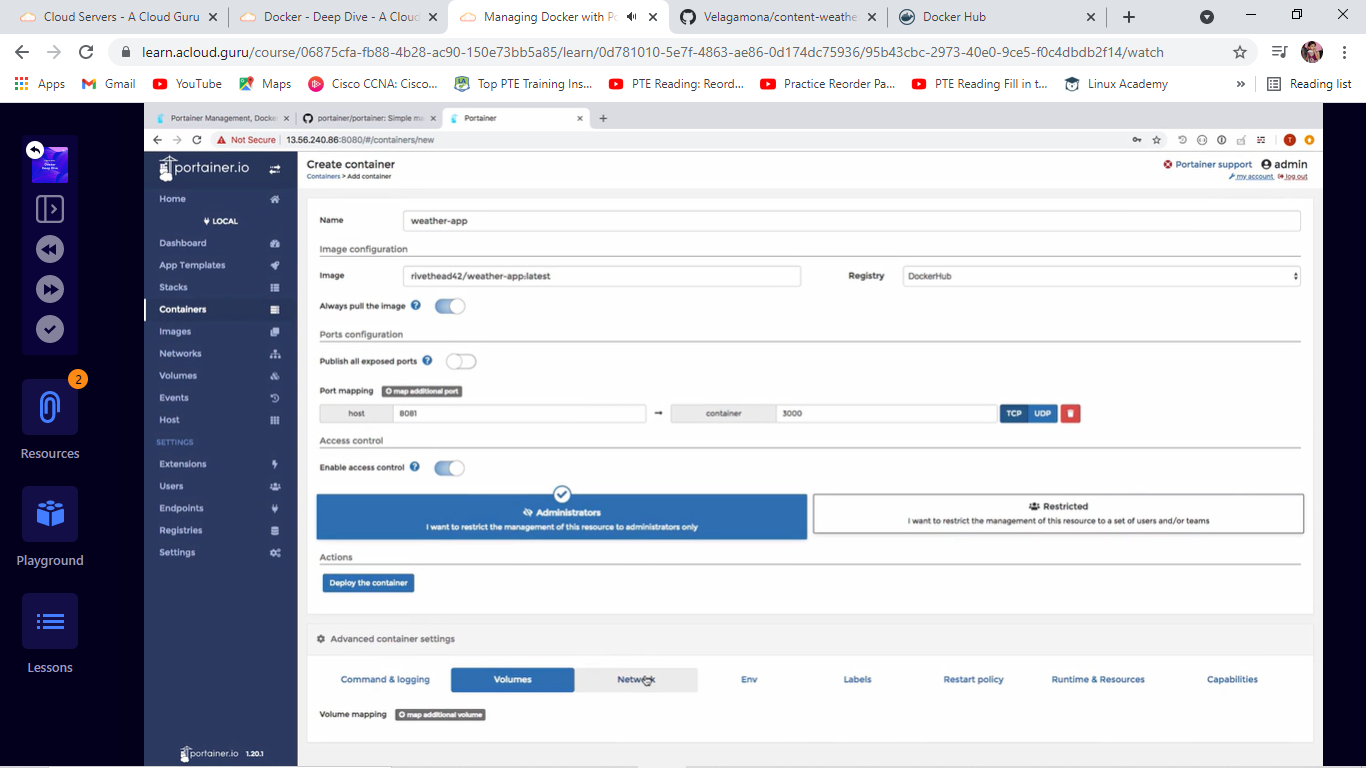 Cloud Servers - A Cloud Guru
Docker - Deep Dive - A Cloud
Managing Docker with Po
Velagamona/content-weathe
Docker Hub
learn.acloud.guru/course/06875cfa-fb88-4b28-ac90-150e73bb5a85/learn/0d781010-5e7f-4863-ae86-0d174dc75936/95b43cbc-2973-40e0-9ce5-f0c4dbdb2f14/watch
Apps
Gmail
YouTube
Maps
Cisco CCNA: Cisco...
Top PTE Training Ins...
PTE Reading: Reord...
Practice Reorder Pa...
PTE Reading Fill in t...
Linux Academy
»
Reading list
Docker
Deep Dive
2
Resources
Playground
Lessons
Portainer Management, Docke
portainer/portainer: Simple ma
Portainer
Not Secure
13.56.240.86:8080/#/containers/new
T
portainer.io
Home
LOCAL
Dashboard
App Templates
Stacks
Containers
Images
Networks
Volumes
Events
Host
SETTINGS
Extensions
Users
Endpoints
Registries
Settings
portainer.io 1.20.1
Create container
Containers > Add container
Portainer support
admin
my account
log out
Name
weather-app
Image configuration
Image
rivethead42/weather-app:latest
Registry
DockerHub
Always pull the image
Ports configuration
Publish all exposed ports
Port mapping
map additional port
host
8081
→
container
3000
TCP
UDP
Access control
Enable access control
Administrators
I want to restrict the management of this resource to administrators only
Restricted
I want to restrict the management of this resource to a set of users and/or teams
Actions
Deploy the container
Advanced container settings
Command & logging
Volumes
Network
Env
Labels
Restart policy
Runtime & Resources
Capabilities
Volume mapping
map additional volume